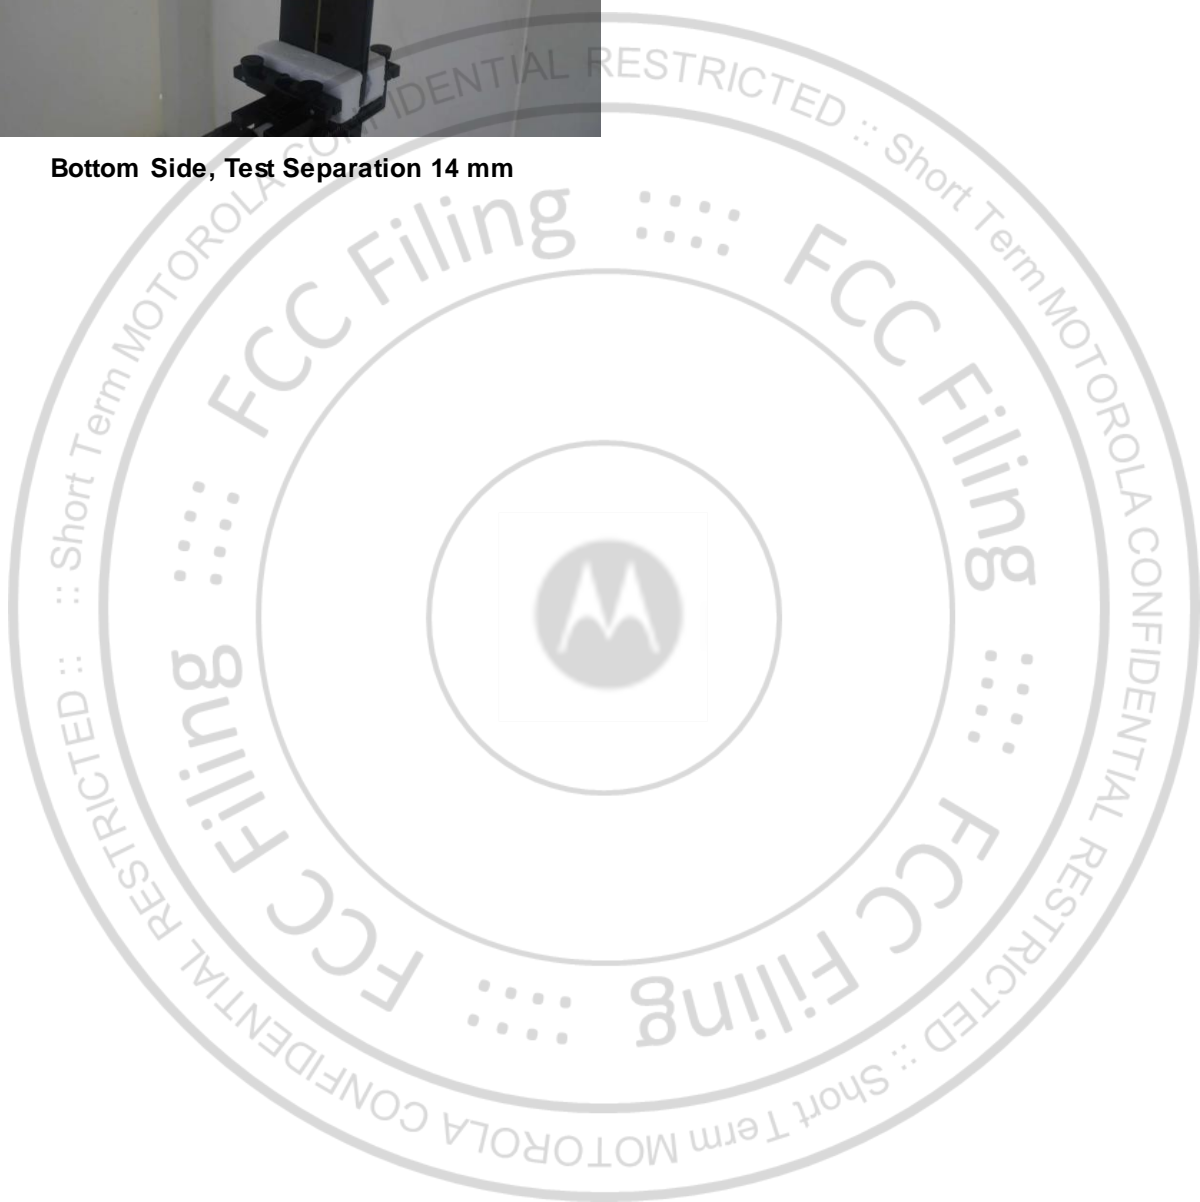 Bottom Side, Test Separation 14 mm
:: Short Term MOTOROLA CONFIDENTIAL RESTRICTED :: Short Term MOTOROLA CONFIDENTIAL RESTRICTED :: Short Term MOTOROLA CONFIDENTIAL RESTRICTED ::
:::: FCC Filing :::: FCC Filing :::: FCC Filing :::: FCC Filing